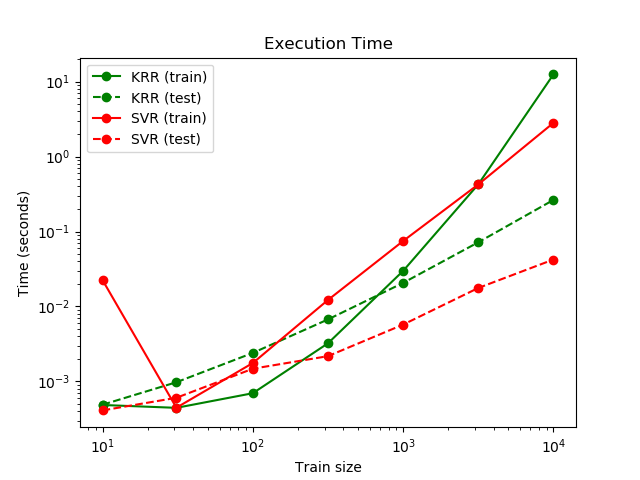 Execution Time
KRR (train)
KRR (test)
SVR (train)
SVR (test)
Time (seconds)
10¹
10⁰
10⁻¹
10⁻²
10⁻³
10¹
10²
10³
10⁴
Train size